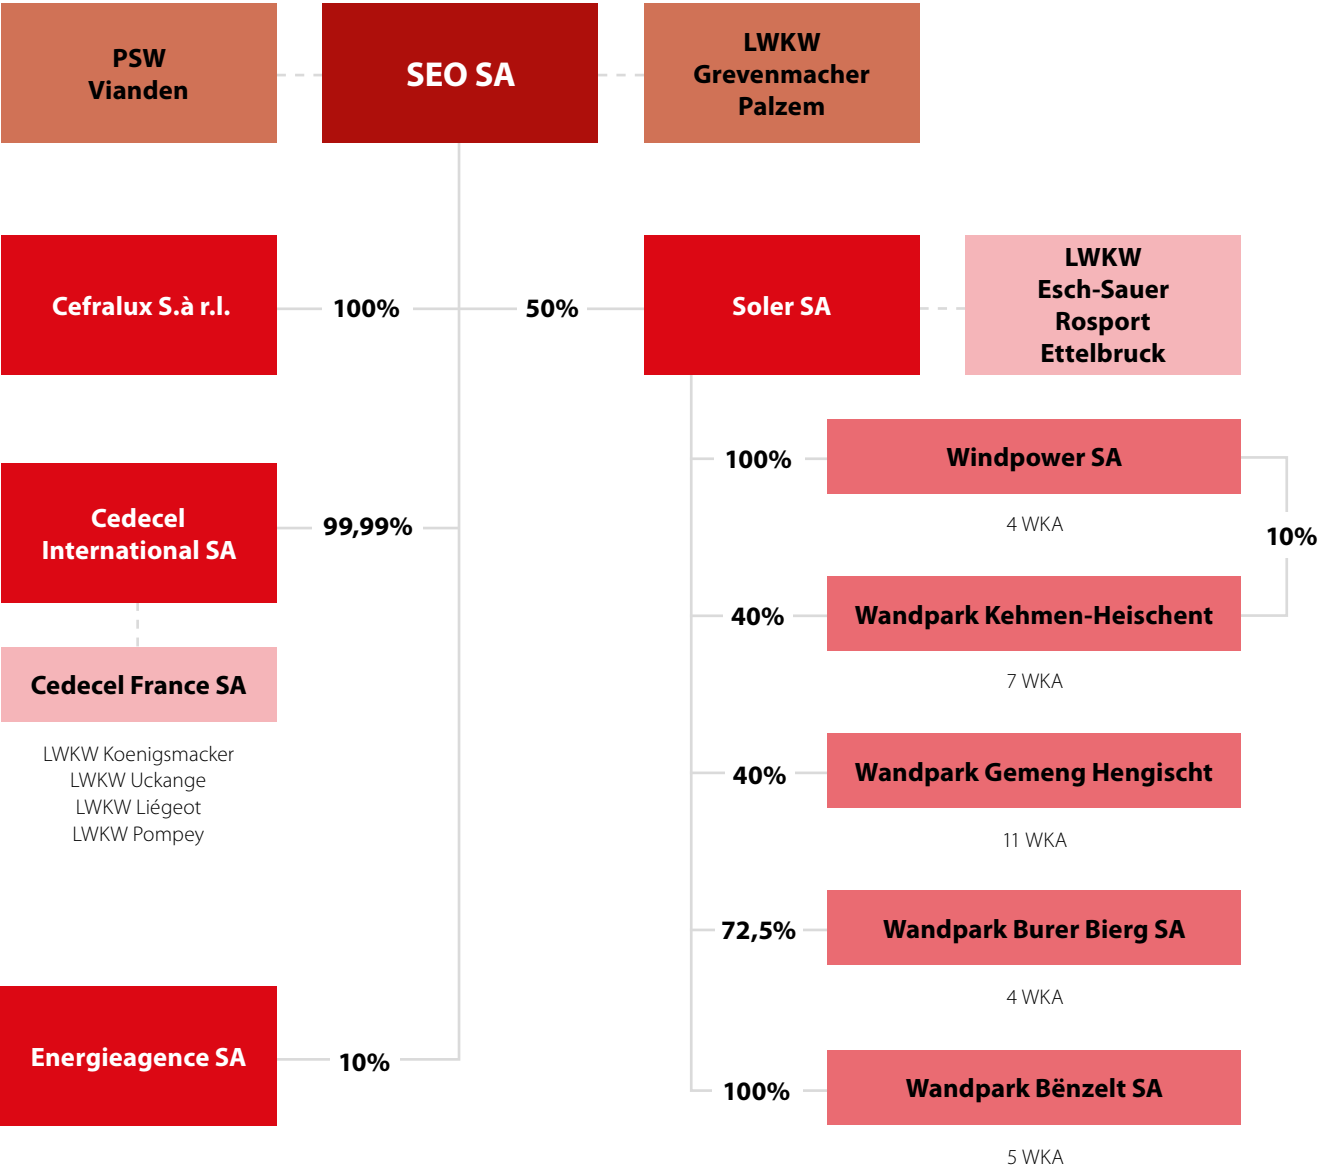 PSW
Vianden
SEO SA
LWKW
Grevenmacher
Palzem
Cefralux S.à r.l.
100%
50%
Soler SA
LWKW
Esch-Sauer
Rosport
Ettelbruck
100%
Windpower SA
4 WKA
10%
Cedecel
International SA
99,99%
40%
Wandpark Kehmen-Heischent
7 WKA
Cedecel France SA
LWKW Koenigsmacker
LWKW Uckange
LWKW Liégeot
LWKW Pompey
40%
Wandpark Gemeng Hengischt
11 WKA
72,5%
Wandpark Burer Bierg SA
4 WKA
Energieagence SA
10%
100%
Wandpark Bënzelt SA
5 WKA